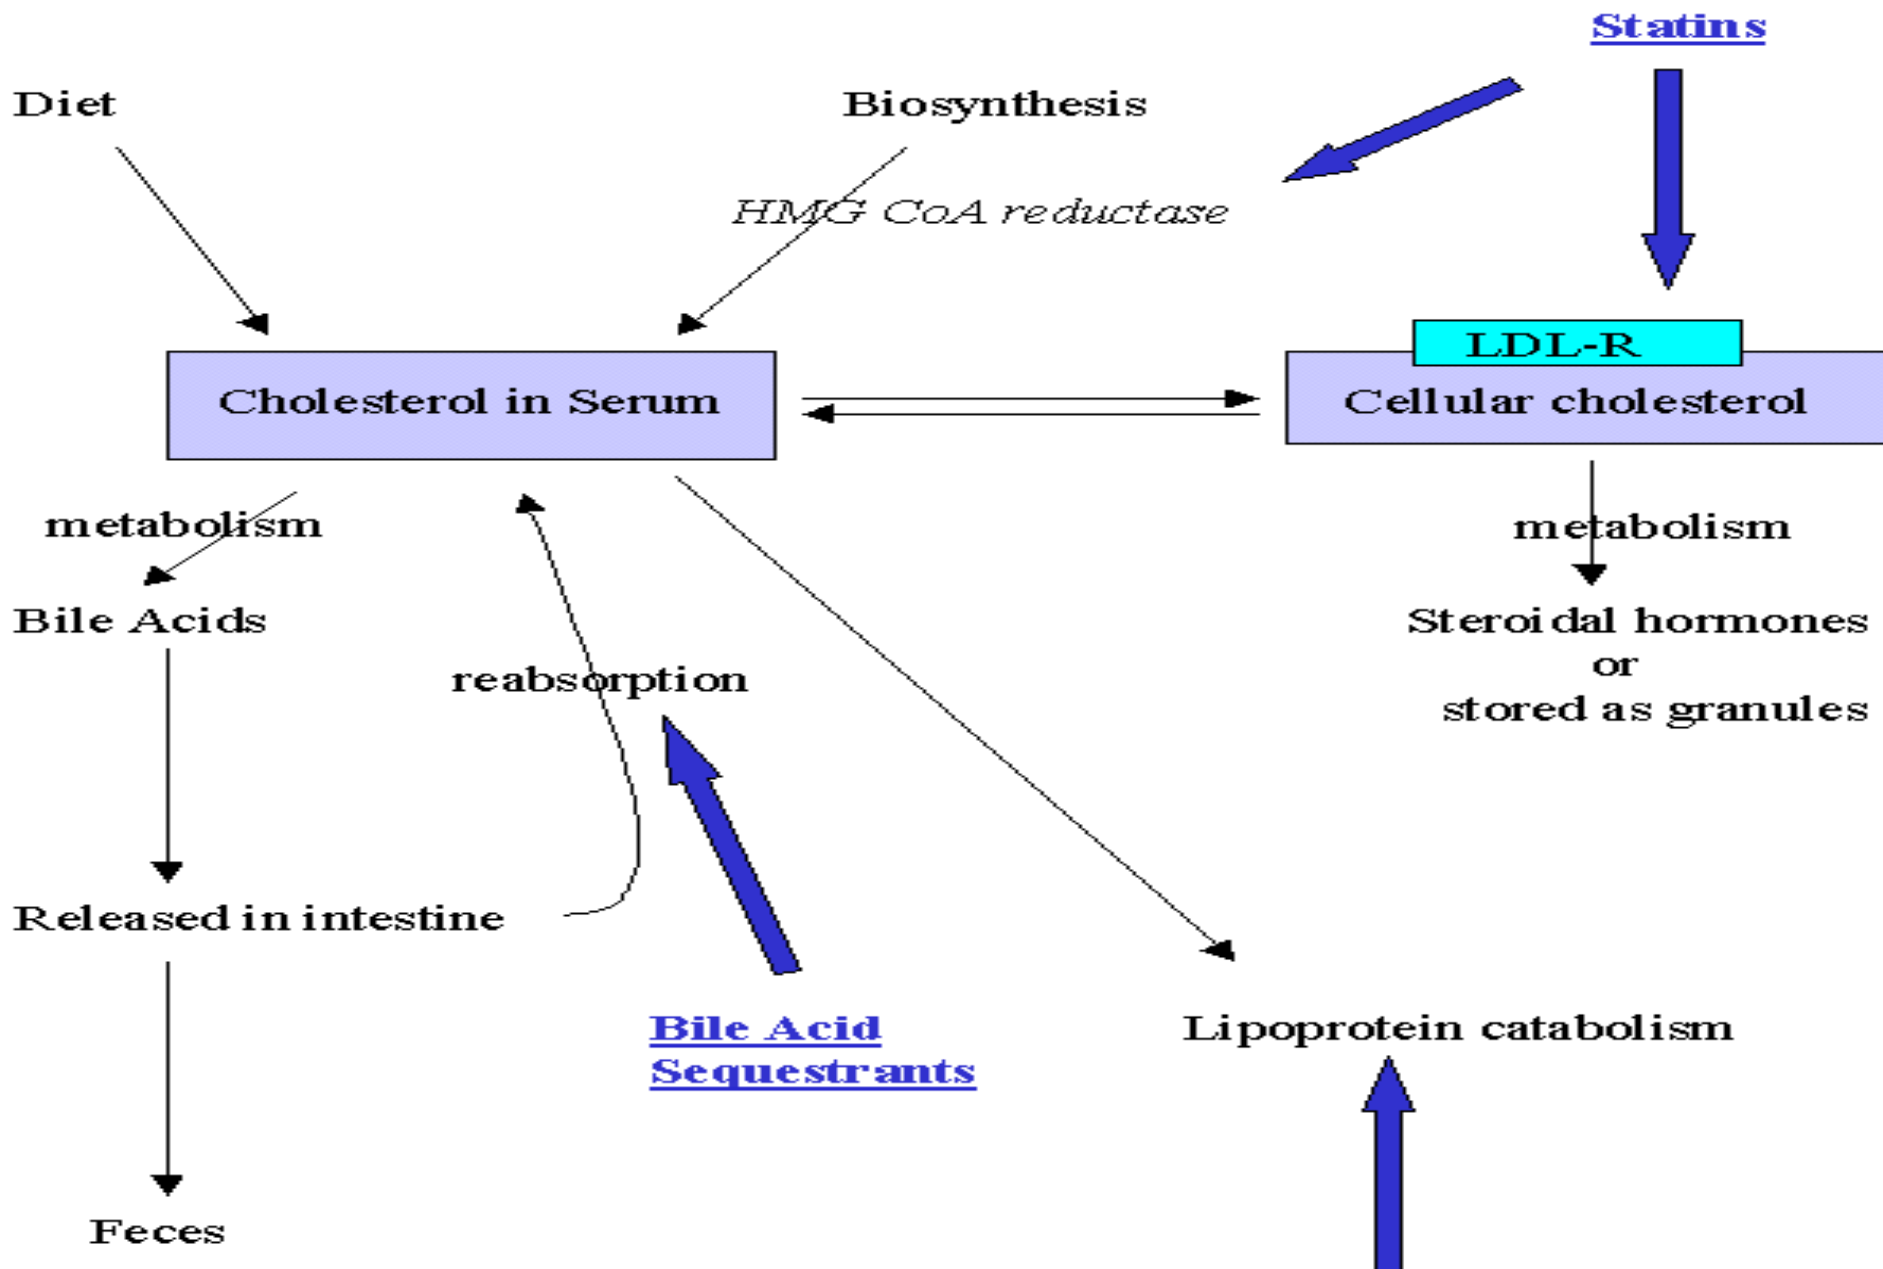 Statins
Diet
Biosynthesis
HMG CoA reductase
LDL-R
Cholesterol in Serum
Cellular cholesterol
metabolism
metabolism
Bile Acids
Steroidal hormones
or
stored as granules
reabsorption
Released in intestine
Bile Acid
Sequestrants
Lipoprotein catabolism
Feces